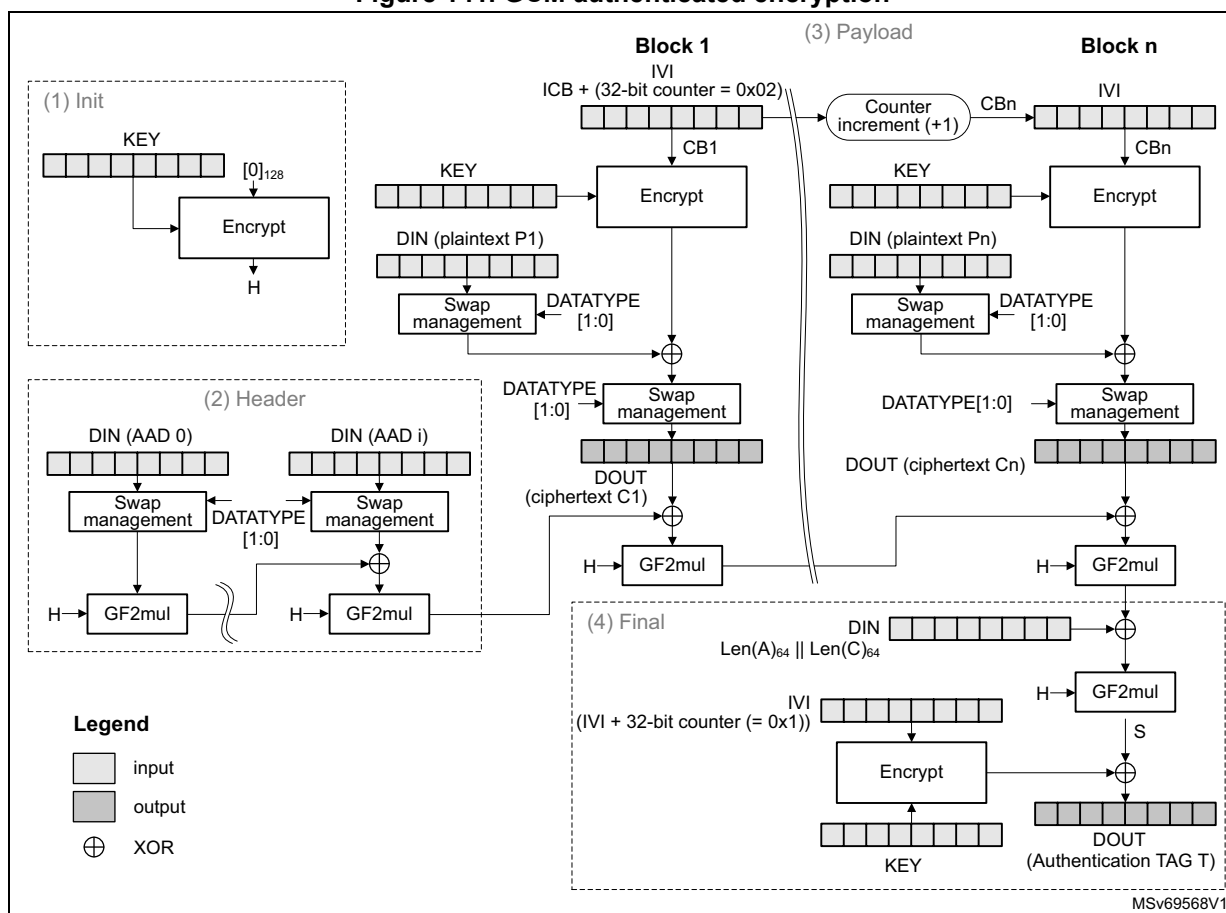 (3) Payload
Block 1
Block n
IVI
ICB + (32-bit counter = 0x02)
Counter
increment (+1)
CBn
IVI
CB1
CBn
KEY
Encrypt
KEY
Encrypt
DIN (plaintext P1)
DIN (plaintext Pn)
Swap
management
DATATYPE
[1:0]
Swap
management
DATATYPE
[1:0]
DATATYPE
[1:0]
Swap
management
DATATYPE[1:0]
Swap
management
DOUT
(ciphertext C1)
DOUT (ciphertext Cn)
H
GF2mul
H
GF2mul
(1) Init
KEY
[0]128
Encrypt
H
(2) Header
DIN (AAD 0)
DIN (AAD i)
Swap
management
DATATYPE
[1:0]
Swap
management
H
GF2mul
H
GF2mul
(4) Final
DIN
Len(A)64 || Len(C)64
H
GF2mul
IVI
(IVI + 32-bit counter (= 0x1))
S
Encrypt
KEY
DOUT
(Authentication TAG T)
Legend
input
output
XOR
MSv69568V1